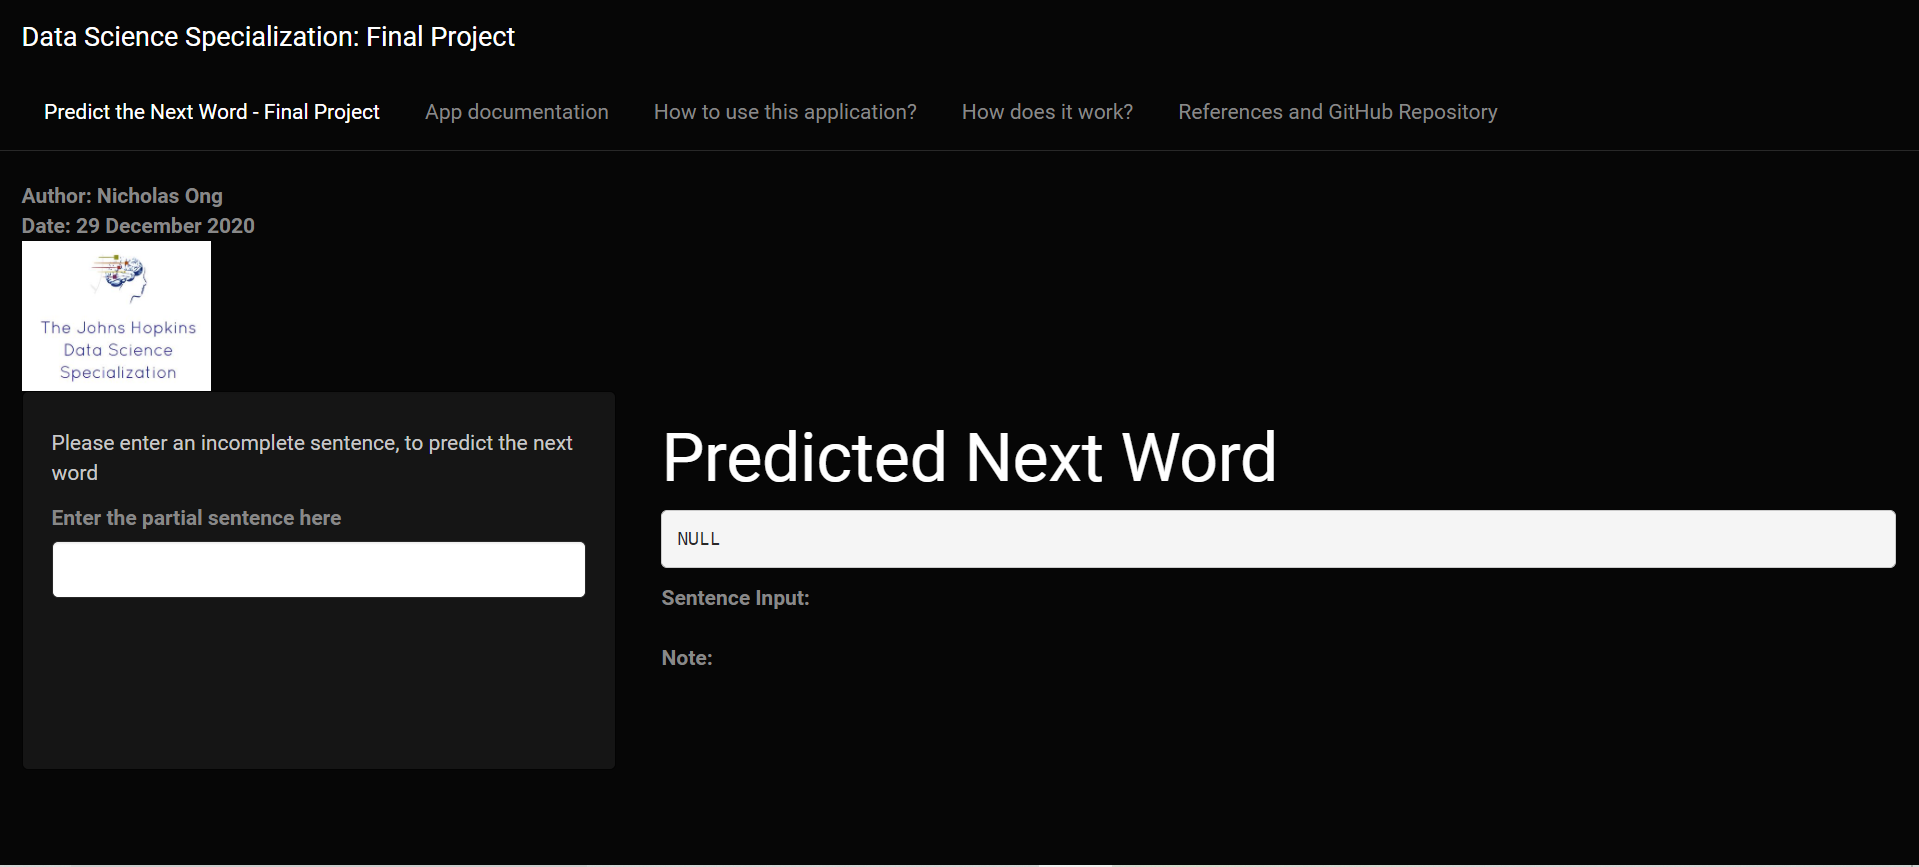 Data Science Specialization: Final Project
Predict the Next Word - Final Project App documentation How to use this application? How does it work? References and GitHub Repository
Author: Nicholas Ong
Date: 29 December 2020
The Johns Hopkins
Data Science
Specialization
Please enter an incomplete sentence, to predict the next
word
Enter the partial sentence here
Predicted Next Word
NULL
Sentence Input:
Note: